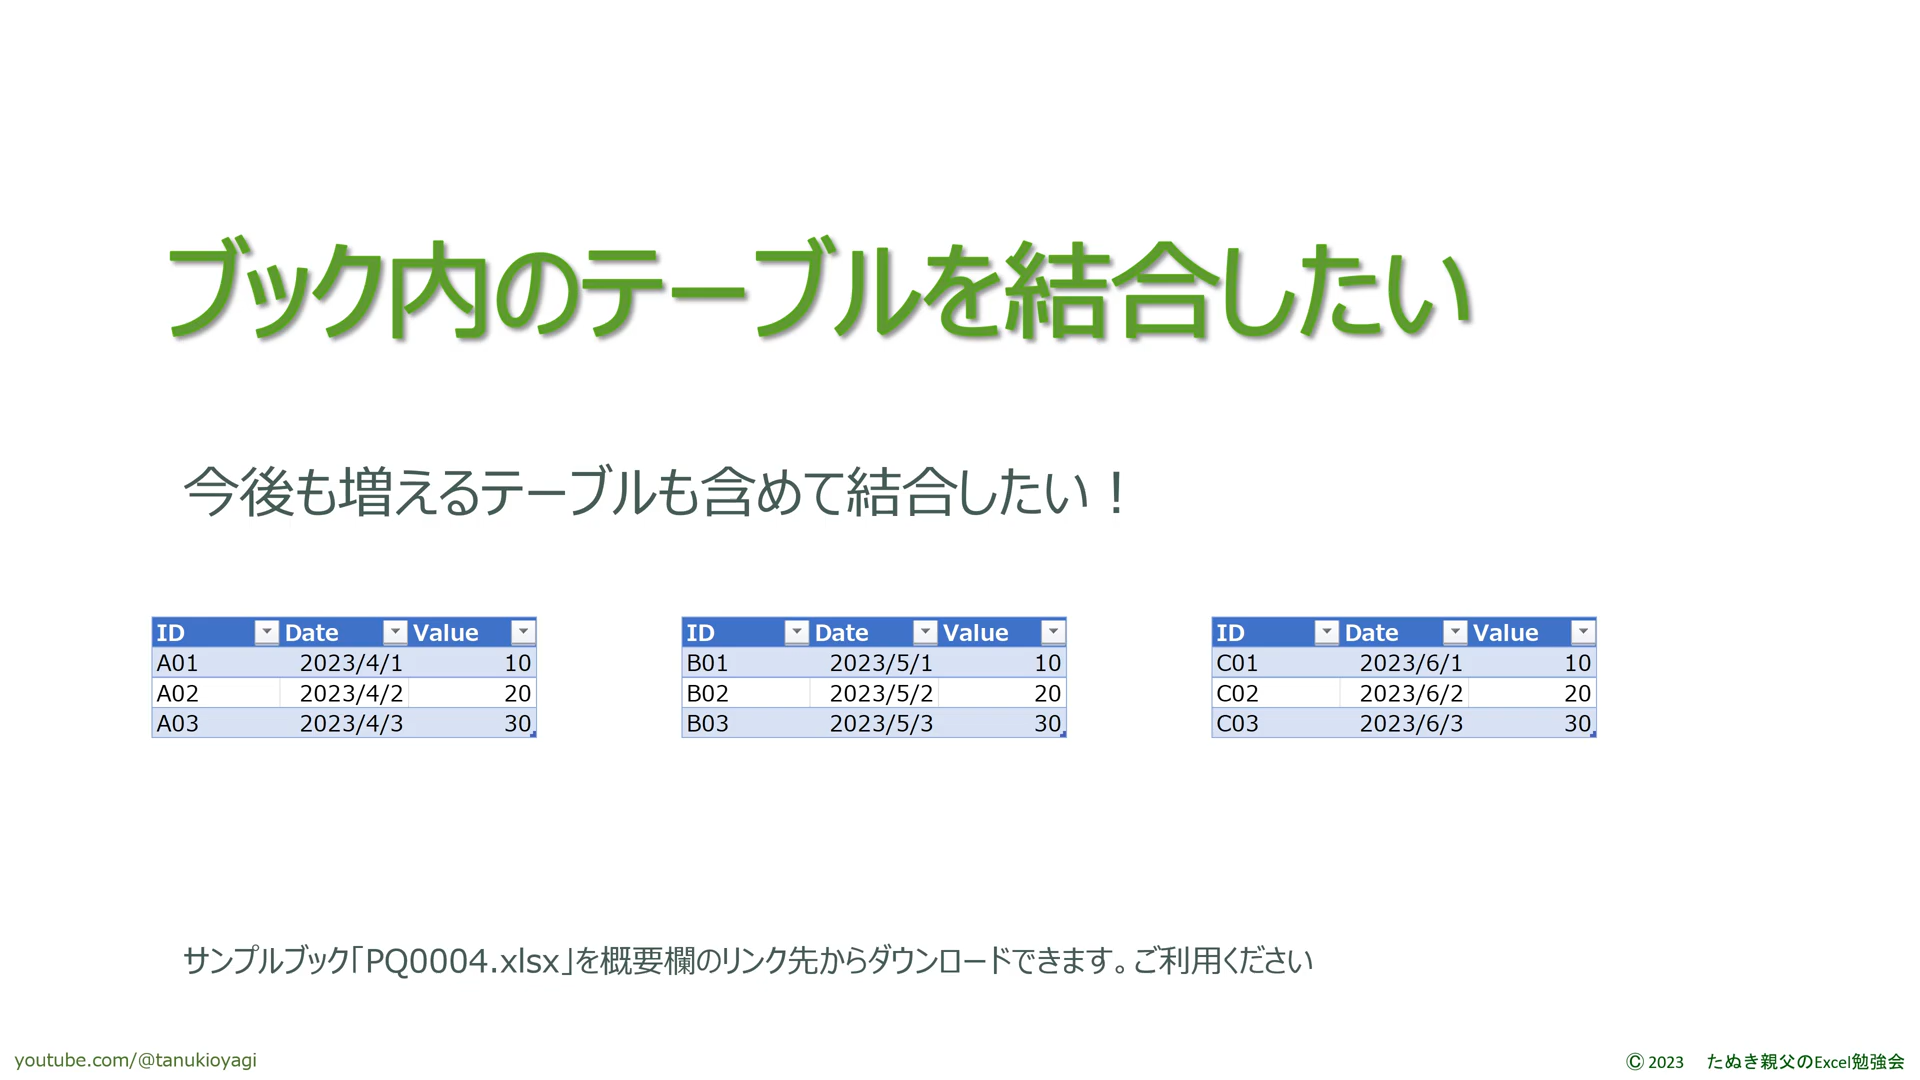 ブック内のテーブルを結合したい
今後も増えるテーブルも含めて結合したい！
ID Date Value
A01 2023/4/1 10
A02 2023/4/2 20
A03 2023/4/3 30
ID Date Value
B01 2023/5/1 10
B02 2023/5/2 20
B03 2023/5/3 30
ID Date Value
C01 2023/6/1 10
C02 2023/6/2 20
C03 2023/6/3 30
サンプルブック「PQ0004.xlsx」を概要欄のリンク先からダウンロードできます。ご利用ください
youtube.com/@tanukioyagi
Ⓒ 2023 たぬき親父のExcel勉強会